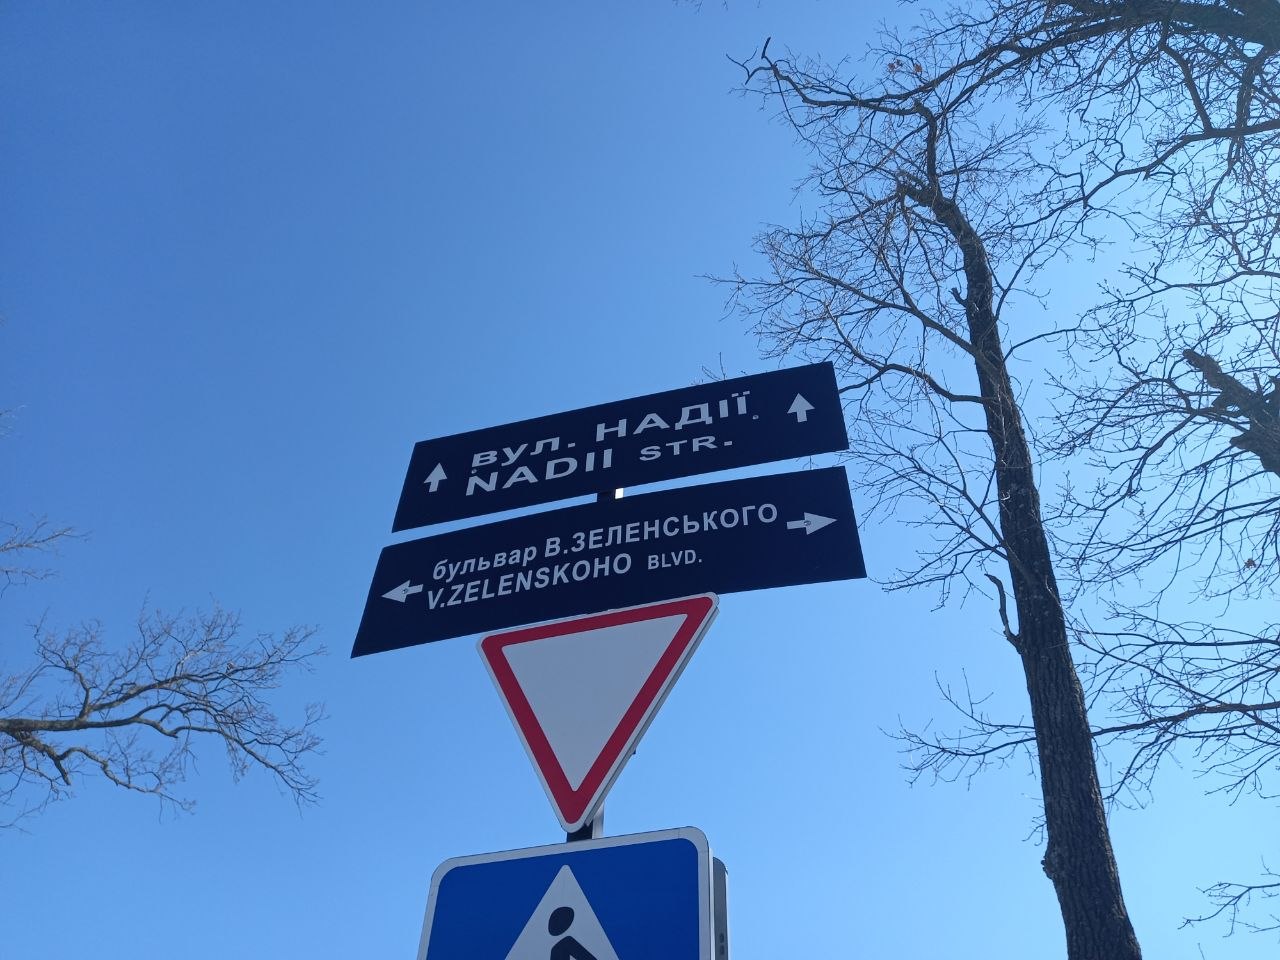 вул. НАДІЇ
NADII STR.
бульвар В.ЗЕЛЕНСЬКОГО
V.ZELENSKOHO BLVD.